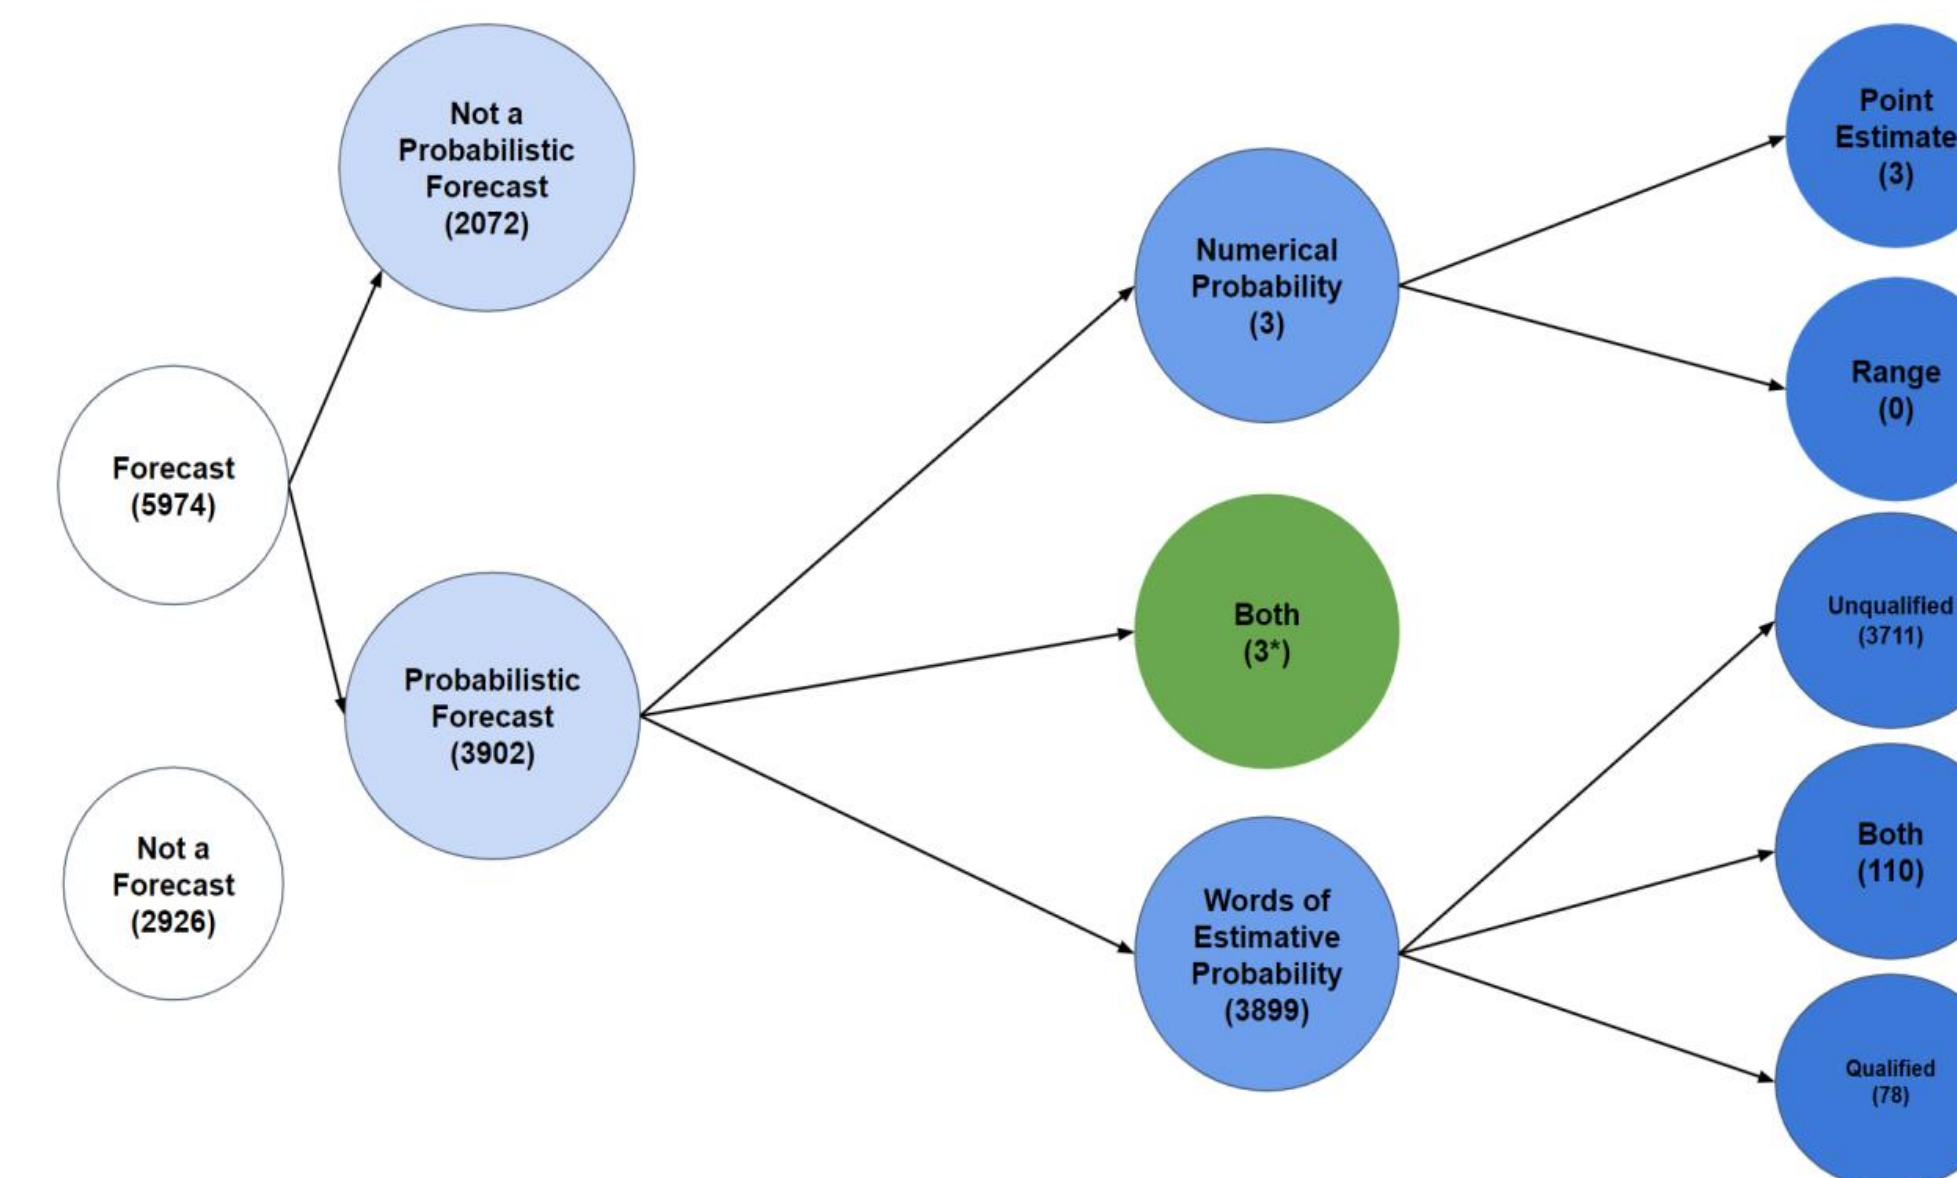 Not a
Probabilistic
Forecast
(2072)
Forecast
(5974)
Probabilistic
Forecast
(3902)
Not a
Forecast
(2926)
Numerical
Probability
(3)
Both
(3*)
Words of
Estimative
Probability
(3899)
Point
Estimate
(3)
Range
(0)
Unqualified
(3711)
Both
(110)
Qualified
(78)